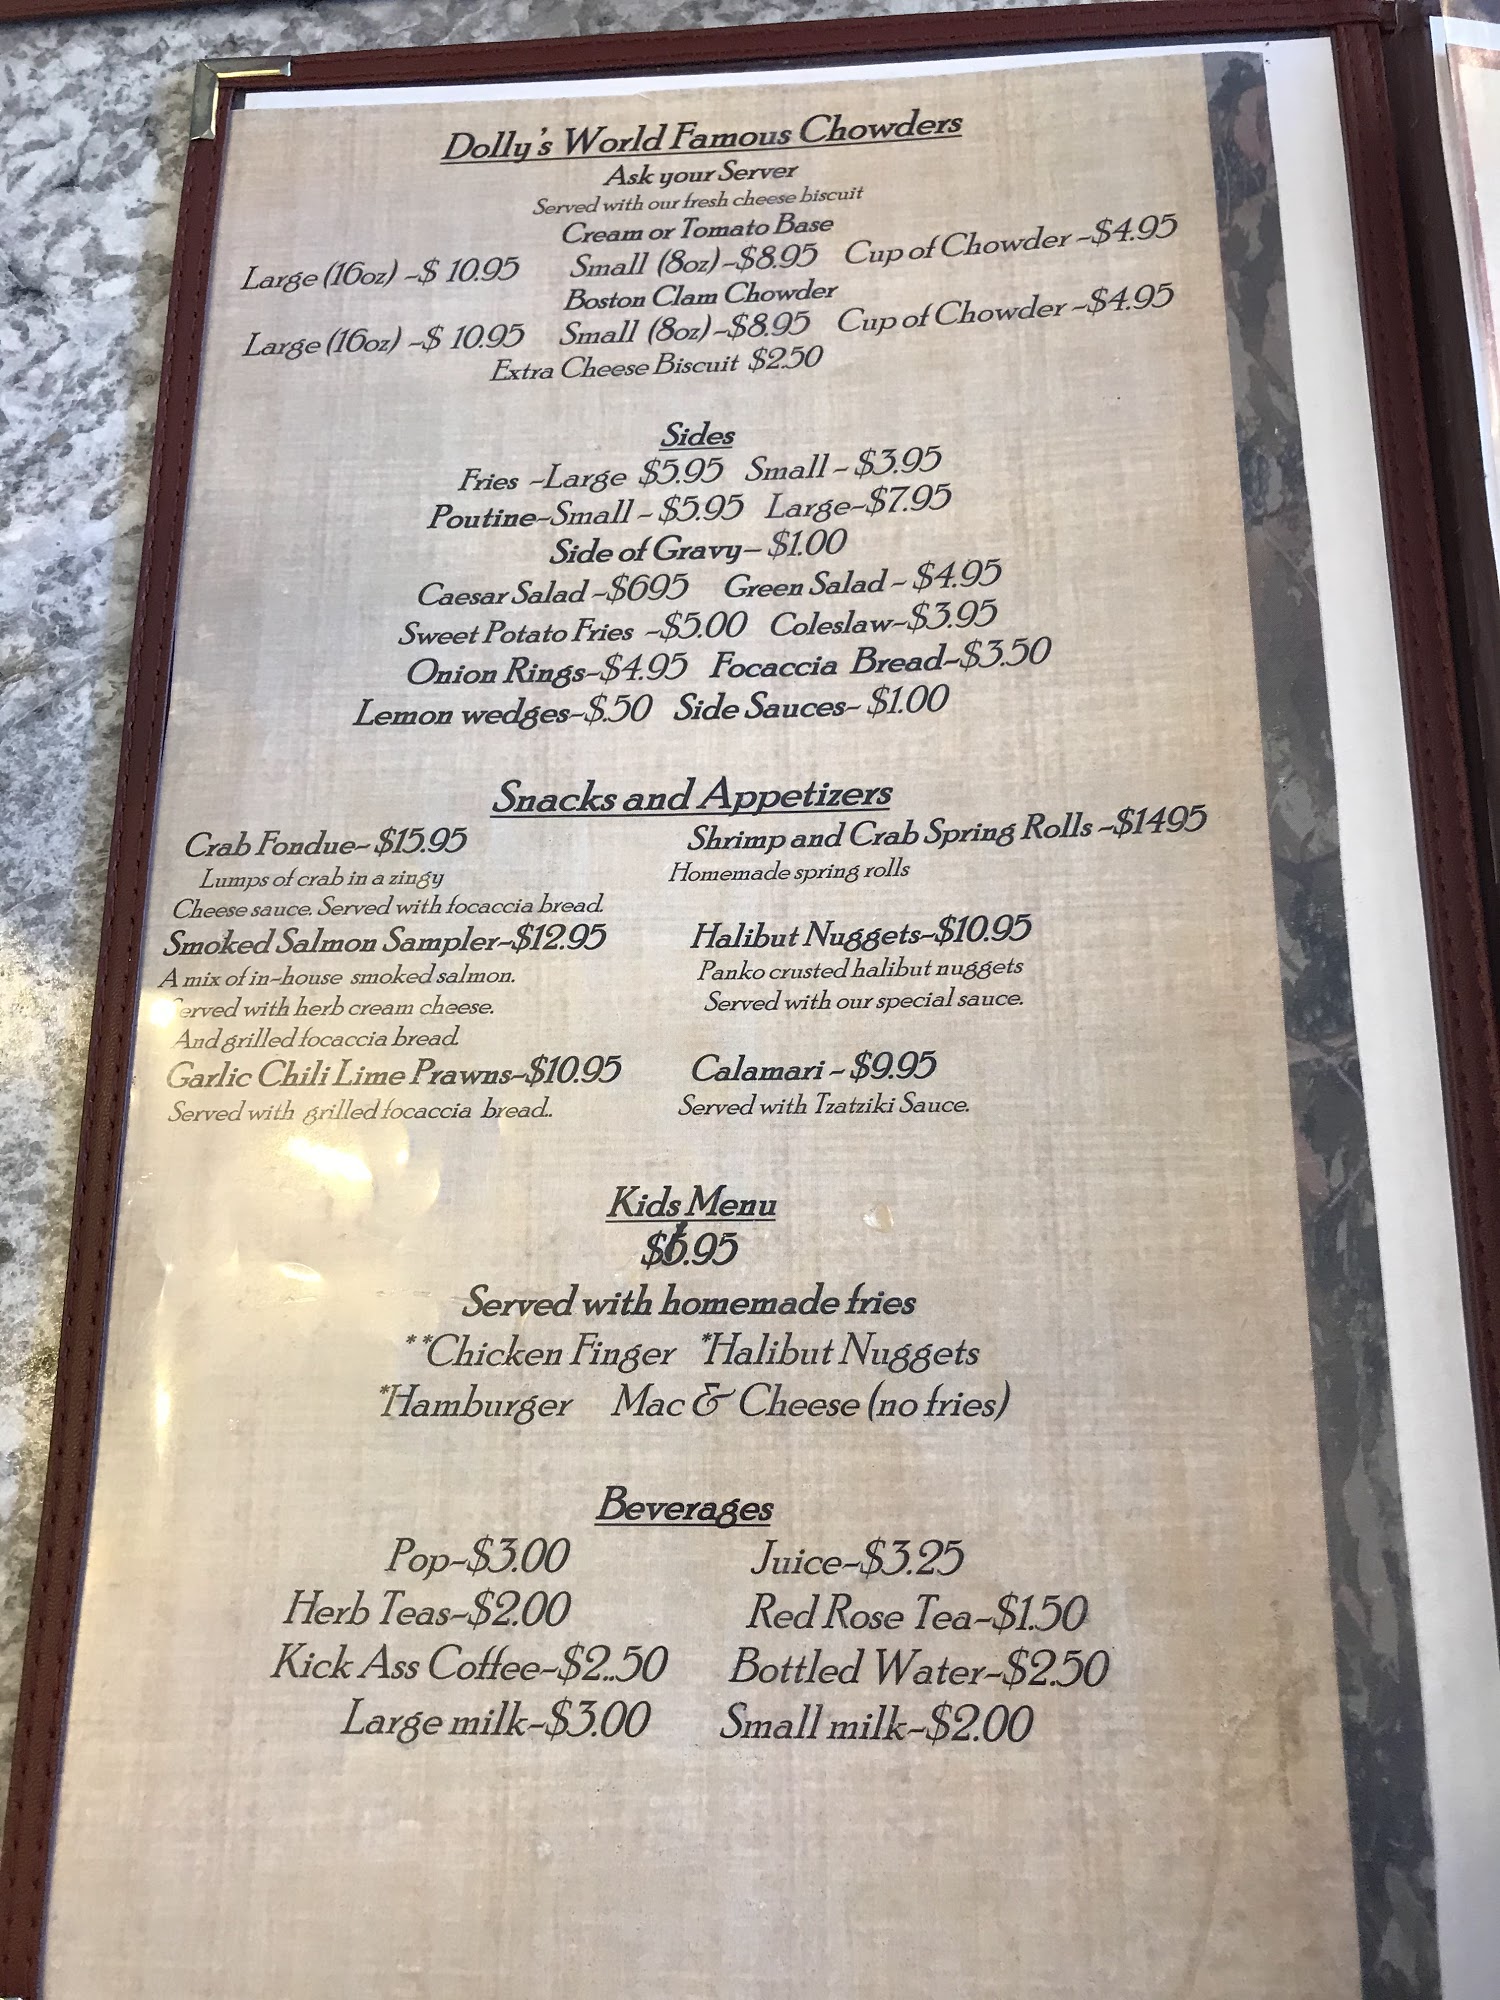 Dolly's World Famous Chowders
Ask your Server
Served with our fresh cheese biscuit
Cream or Tomato Base
Large (16oz) -$ 10.95 Small (8oz)-$8.95 Cup of Chowder -$4.95
Boston Clam Chowder
Large (16oz) -$ 10.95 Small (8oz)-$8.95 Cup of Chowder -$4.95
Extra Cheese Biscuit $2.50
Sides
Fries -Large $5.95 Small - $3.95
Poutine-Small - $5.95 Large-$7.95
Side of Gravy- $1.00
Caesar Salad -$695 Green Salad - $4.95
Sweet Potato Fries -$5.00 Coleslaw-$3.95
Onion Rings-$4.95 Focaccia Bread-$3.50
Lemon wedges-$.50 Side Sauces- $1.00
Snacks and Appetizers
Crab Fondue- $15.95
Lumps of crab in a zingy
Cheese sauce. Served with focaccia bread.
Smoked Salmon Sampler-$12.95
A mix of in-house smoked salmon.
Served with herb cream cheese.
And grilled focaccia bread.
Garlic Chili Lime Prawns-$10.95
Served with grilled focaccia bread..
Shrimp and Crab Spring Rolls -$1495
Homemade spring rolls
Halibut Nuggets-$10.95
Panko crusted halibut nuggets
Served with our special sauce.
Calamari - $9.95
Served with Tzatziki Sauce.
Kids Menu
$6.95
Served with homemade fries
**Chicken Finger *Halibut Nuggets
*Hamburger Mac & Cheese (no fries)
Beverages
Pop-$3.00 Juice-$3.25
Herb Teas-$2.00 Red Rose Tea-$1.50
Kick Ass Coffee-$2..50 Bottled Water-$2.50
Large milk-$3.00 Small milk-$2.00